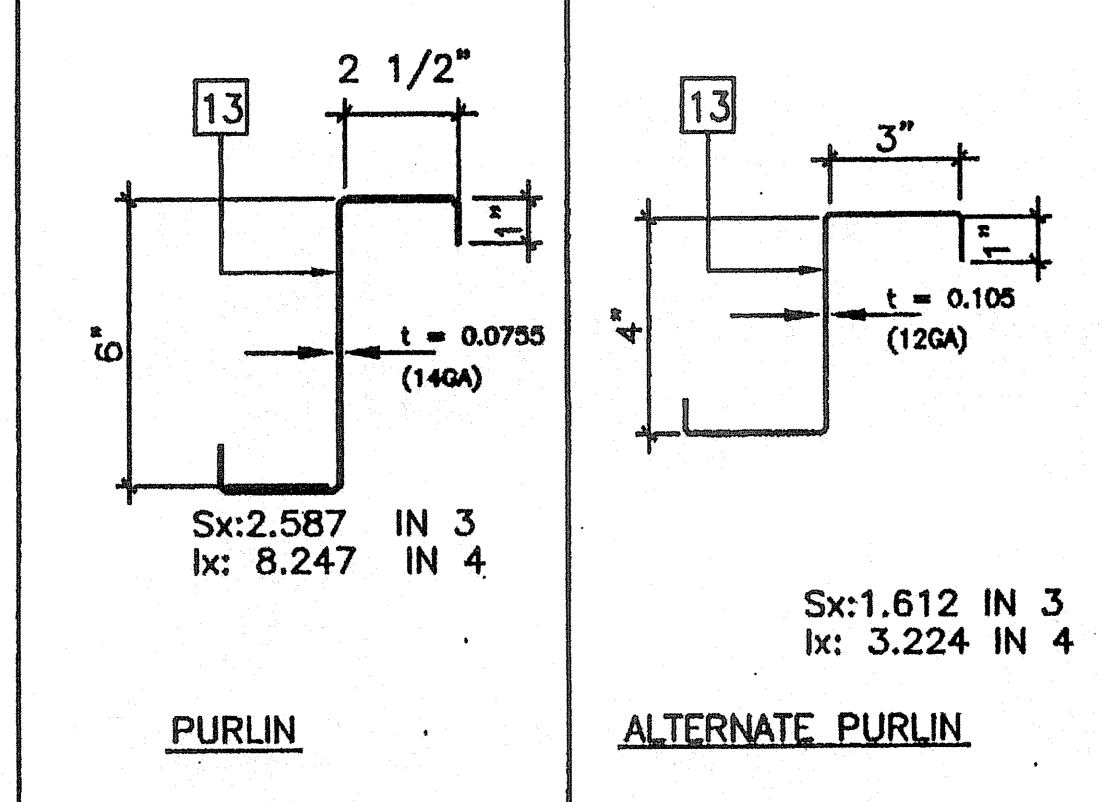 2 1/2"
13
1"
6"
t = 0.0755
(14GA)
Sx:2.587 IN 3
Ix: 8.247 IN 4
PURLIN
13
3"
1"
4"
t = 0.105
(12GA)
Sx:1.612 IN 3
Ix: 3.224 IN 4
ALTERNATE PURLIN